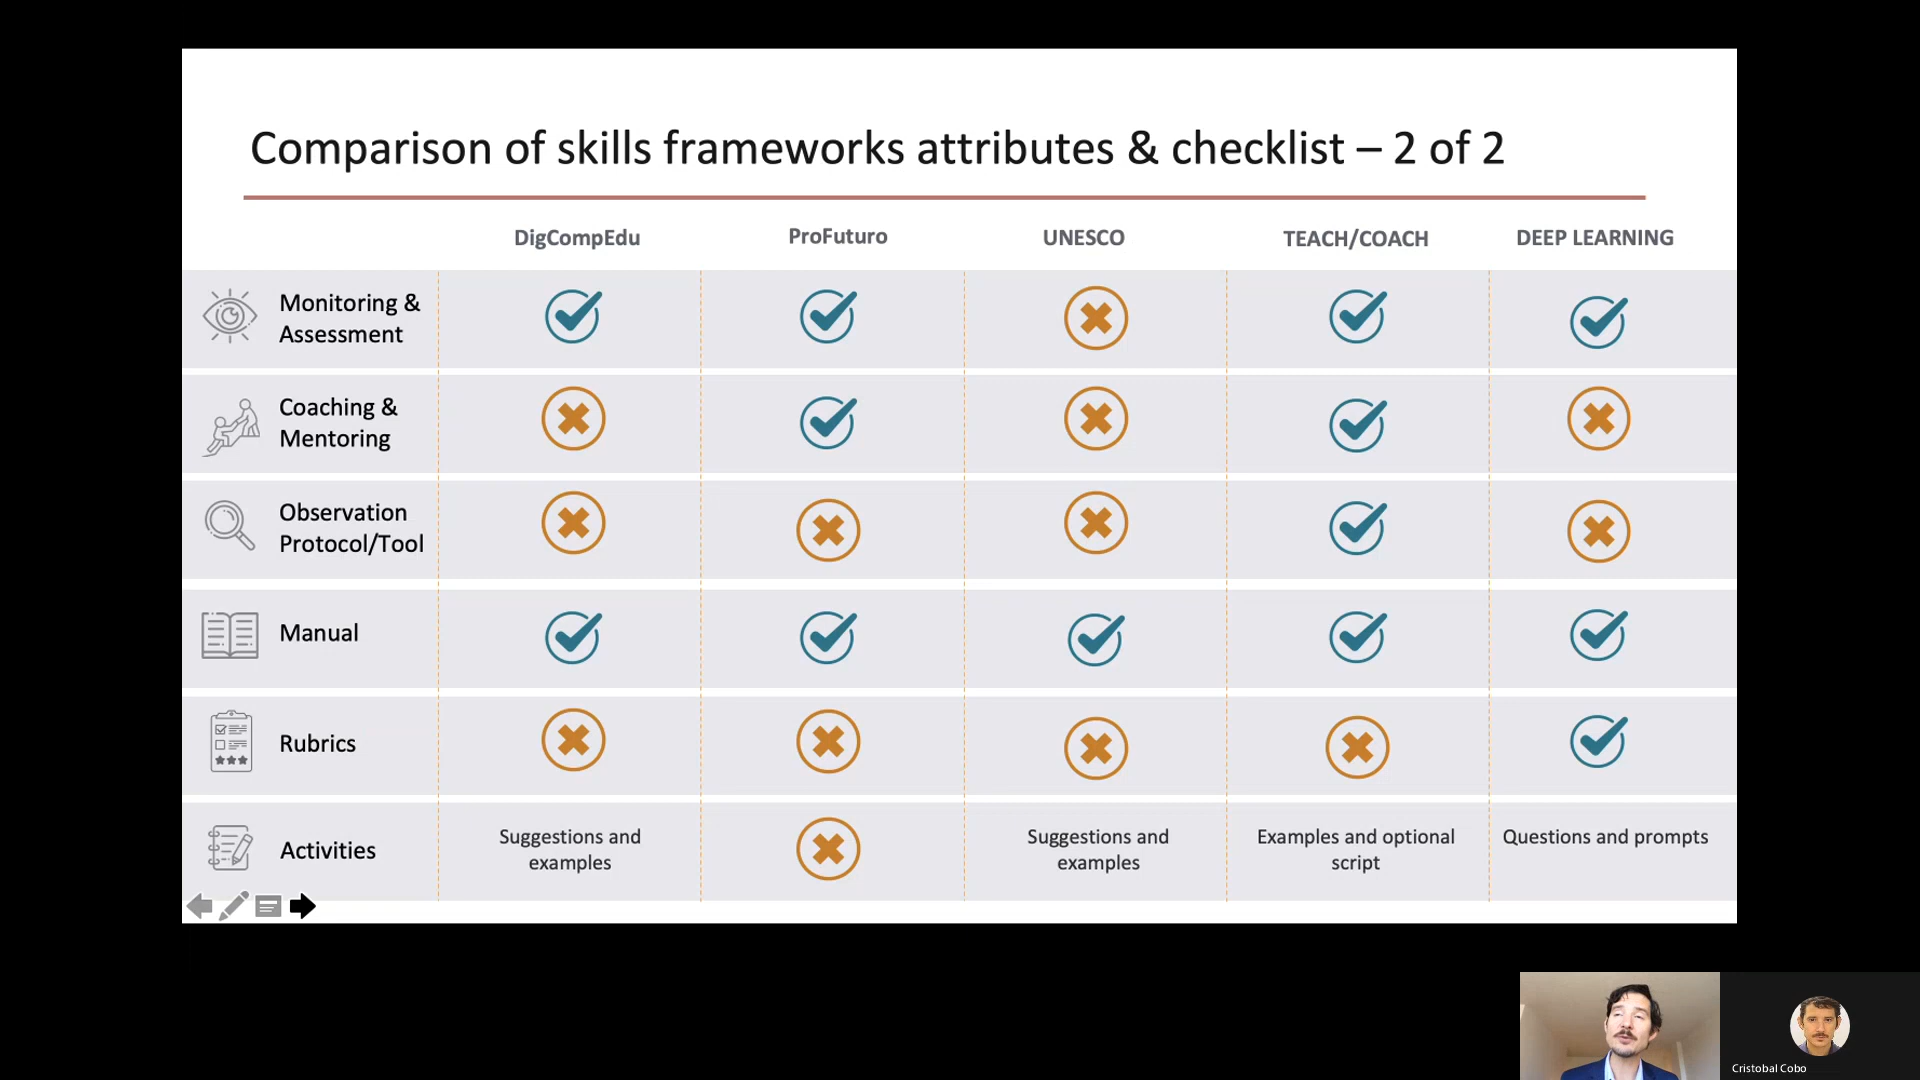 Comparison of skills frameworks attributes & checklist – 2 of 2
DigCompEdu
ProFuturo
UNESCO
TEACH/COACH
DEEP LEARNING
Monitoring &
Assessment
Coaching &
Mentoring
Observation
Protocol/Tool
Manual
Rubrics
Activities
Suggestions and
examples
Suggestions and
examples
Examples and optional
script
Questions and prompts
Cristobal Cobo